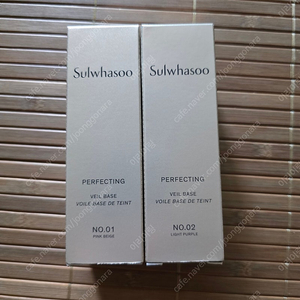 Sulwhasoo
PERFECTING
VEIL BASE
VOILE BASE DE TEINT
NO.01
PINK BEIGE
Sulwhasoo
PERFECTING
VEIL BASE
VOILE BASE DE TEINT
NO.02
LIGHT PURPLE